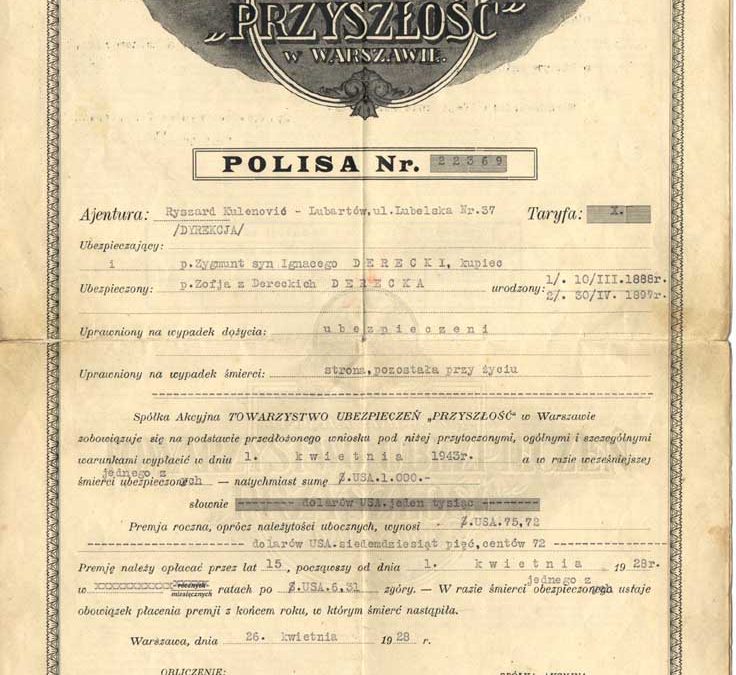 „PRZYSZŁOŚĆ“
W WARSZAWIE.
POLISA Nr. 22369
Ajentura: Ryszard Kulenović - Lubartów, ul. Lubelska Nr. 37 Taryfa: X.
/DYREKCJA/
Ubezpieczający:
i p. Zygmunt syn Ignacego DERECKI, kupiec
Ubezpieczony: p. Zofja z Dereckich DERECKA urodzony: 1/. 10/III.1888r.
2/. 30/IV. 1897r.
Uprawniony na wypadek dożycia: ubezpieczeni
Uprawniony na wypadek śmierci: strona, pozostała przy życiu
Spółka Akcyjna TOWARZYSTWO UBEZPIECZEŃ „PRZYSZŁOŚĆ“ w Warszawie
zobowiązuje się na podstawie przedłożonego wniosku pod niżej przytoczonymi, ogólnymi i szczególnymi
warunkami wypłacić w dniu 1. kwietnia 1943r. a w razie wcześniejszej
jednego z
śmierci ubezpieczonych — natychmiast sumę $.USA.1.000.-
słownie dolarów USA. jeden tysiąc
Premja roczna, oprócz należytości ubocznych, wynosi $.USA.75,72
dolarów USA. siedemdziesiąt pięć, centów 72
Premję należy opłacać przez lat 15, począwszy od dnia 1. kwietnia 1928r.
jednego z
w xxxxxxxxxxxx-rocznych ratach po $.USA.6,31 zgóry. — W razie śmierci ubezpieczonych ustaje
miesięcznych
obowiązek płacenia premji z końcem roku, w którym śmierć nastąpiła.
Warszawa, dnia 26. kwietnia 1928 r.
OBLICZENIE: